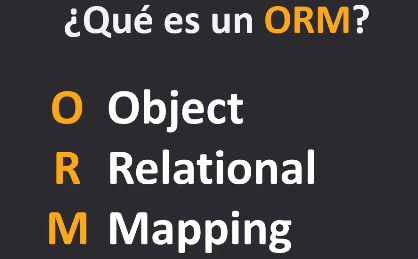 ¿Qué es un ORM?
O Object
R Relational
M Mapping